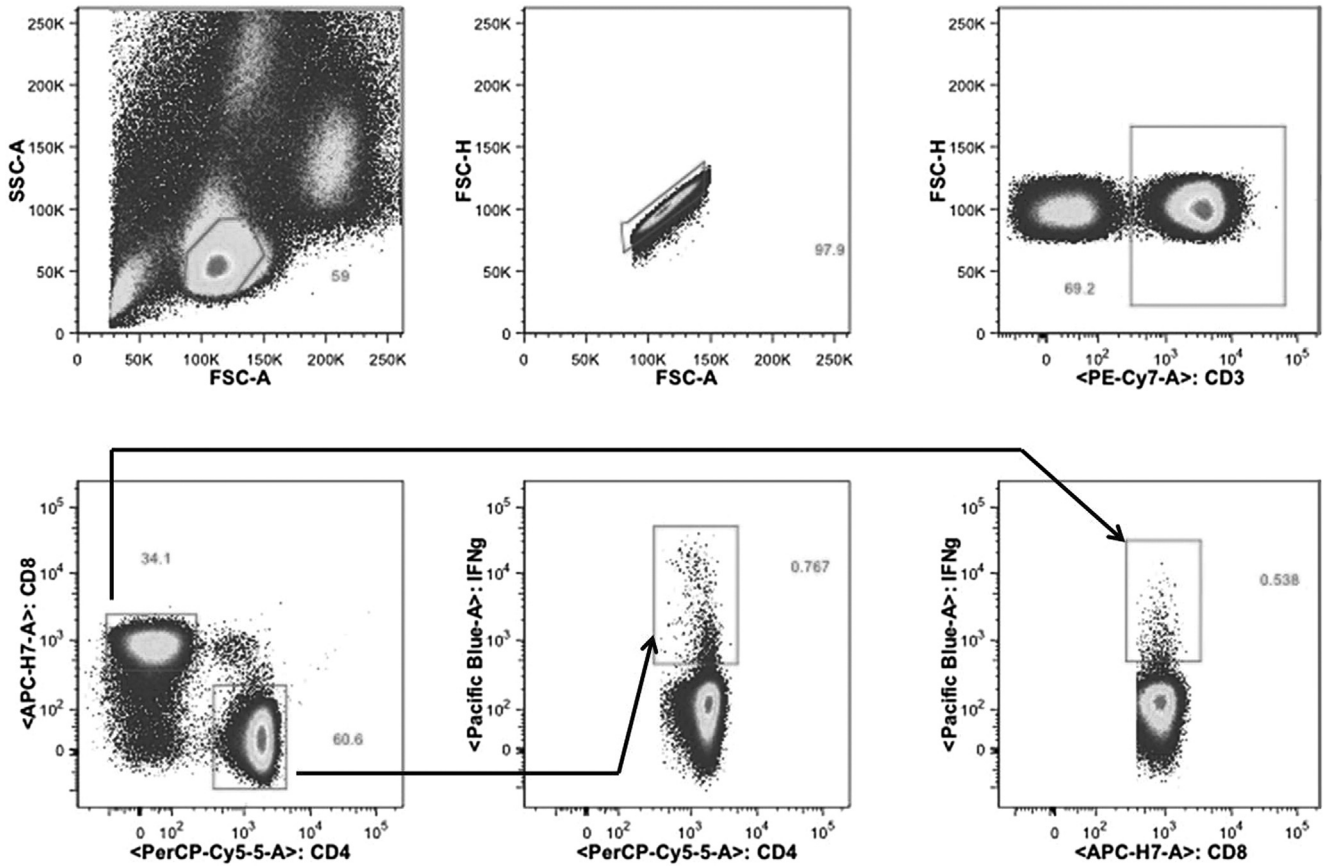 250K
200K
150K
100K
50K
0
SSC-A
59
0 50K 100K 150K 200K 250K
FSC-A
250K
200K
150K
100K
50K
0
FSC-H
97.9
0 50K 100K 150K 200K 250K
FSC-A
250K
200K
150K
100K
50K
0
FSC-H
69.2
0 10² 10³ 10⁴ 10⁵
<PE-Cy7-A>: CD3
10⁵
10⁴
10³
10²
0
<APC-H7-A>: CD8
34.1
60.6
0 10² 10³ 10⁴ 10⁵
<PerCP-Cy5-5-A>: CD4
10⁵
10⁴
10³
10²
0
<Pacific Blue-A>: IFNg
0.767
0 10² 10³ 10⁴ 10⁵
<PerCP-Cy5-5-A>: CD4
10⁵
10⁴
10³
10²
0
<Pacific Blue-A>: IFNg
0.538
0 10² 10³ 10⁴ 10⁵
<APC-H7-A>: CD8